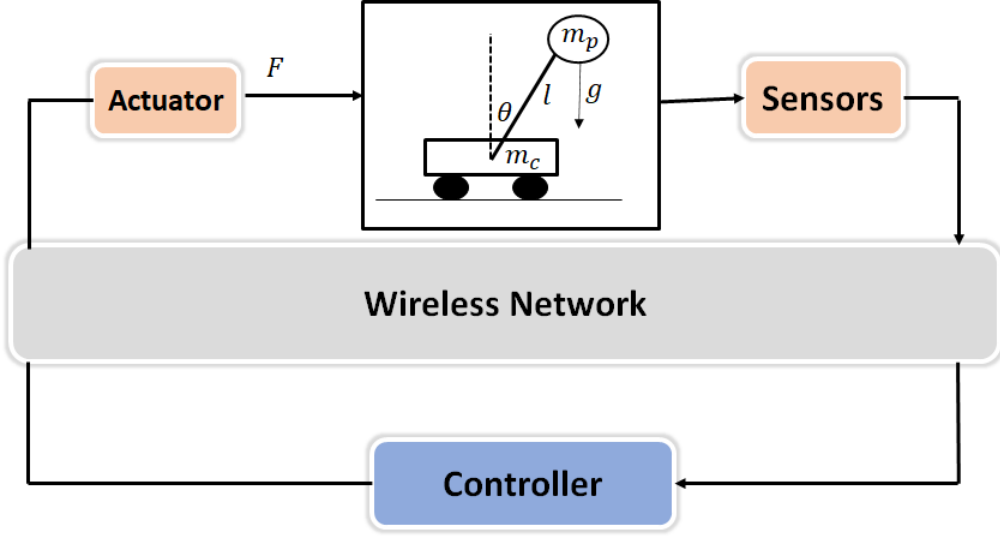 Actuator
F
m_p
θ
l
g
m_c
Sensors
Wireless Network
Controller